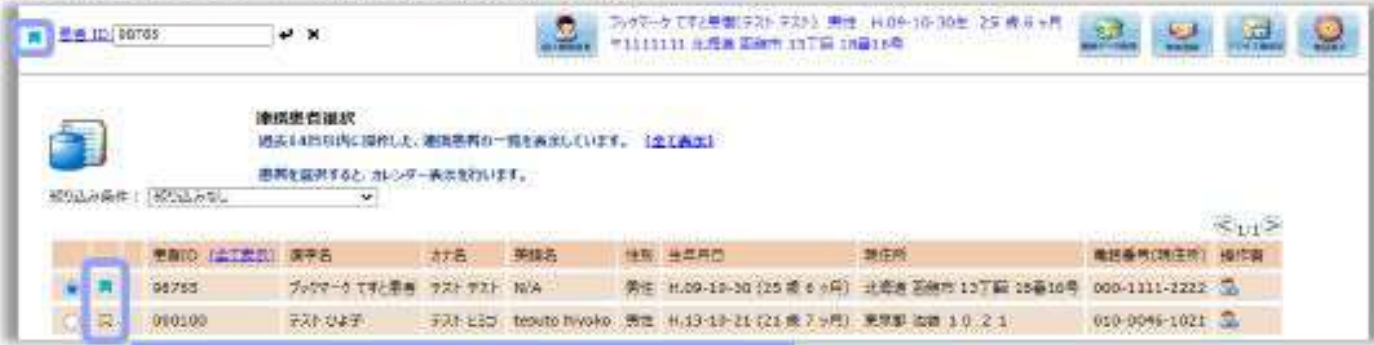 患者ID 98765
ブックマーク てすと患者(テスト テスト) 男性 H.09-10-30生 25歳6ヶ月
〒1111111 北海道 函館市 13丁目 18番16号
連携患者選択
過去14日以内に操作した、連携患者の一覧を表示しています。 [全て表示]
患者を選択すると、カレンダー表示を行います。
絞り込み条件： 絞り込みなし
1/1
患者ID [全て表示] 漢字名 カナ名 英語名 性別 生年月日 現住所 電話番号(現住所) 操作者
98765 ブックマーク てすと患者 テスト テスト N/A 男性 H.09-10-30 (25歳6ヶ月) 北海道 函館市 13丁目 18番16号 000-1111-2222
000100 テスト ひよ子 テスト ヒヨコ tesuto hiyoko 男性 H.13-10-21 (21歳7ヶ月) 東京都 10 2 1 010-0046-1021